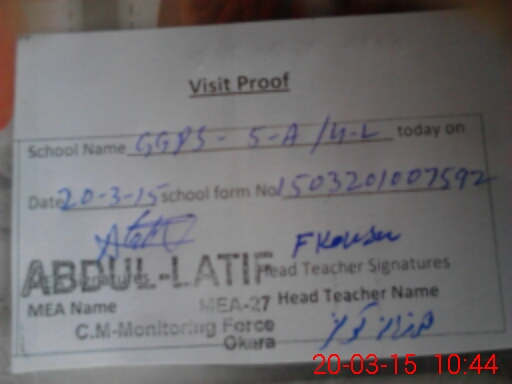 Visit Proof
School Name GGPS - 5-A/4-L today on
Date 20-3-15 school form No 1503201007592
F Kousar
ABDUL-LATIF Head Teacher Signatures
MEA Name MEA-27 Head Teacher Name
C.M-Monitoring Force
Okara
20-03-15 10:44